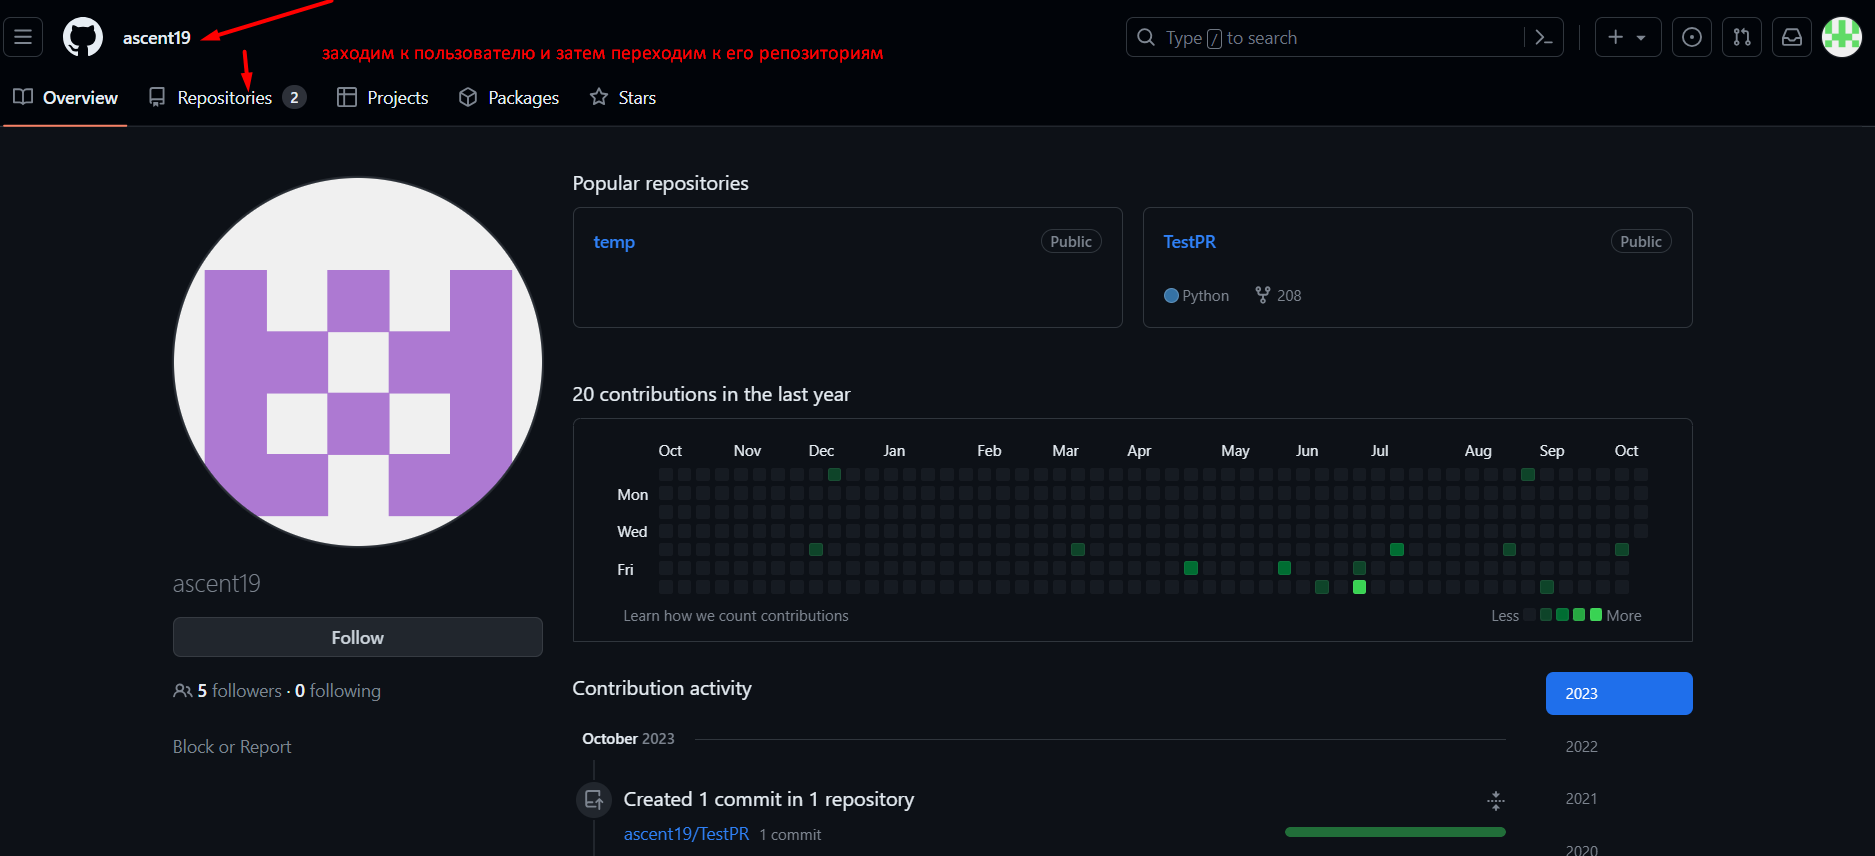 ascent19
Type / to search
заходим к пользователю и затем переходим к его репозиториям
Overview
Repositories 2
Projects
Packages
Stars
Popular repositories
temp
Public
TestPR
Public
Python
208
20 contributions in the last year
Oct Nov Dec Jan Feb Mar Apr May Jun Jul Aug Sep Oct
Mon
Wed
Fri
Learn how we count contributions
Less
More
ascent19
Follow
5 followers · 0 following
Block or Report
Contribution activity
2023
2022
2021
2020
October 2023
Created 1 commit in 1 repository
ascent19/TestPR 1 commit